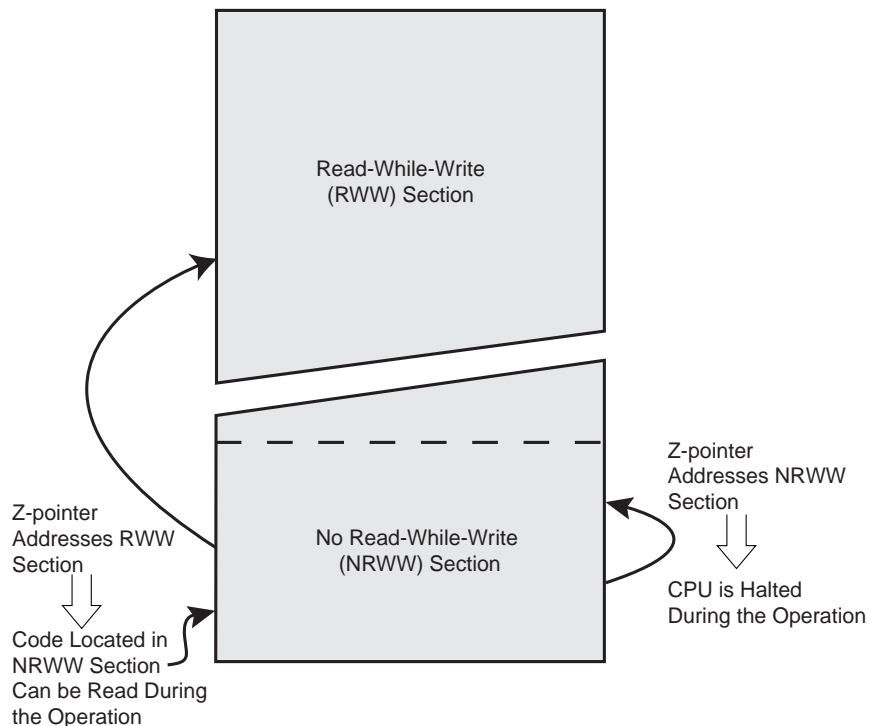 Read-While-Write
(RWW) Section
Z-pointer
Addresses NRWW
Section
Z-pointer
Addresses RWW
Section
No Read-While-Write
(NRWW) Section
CPU is Halted
During the Operation
Code Located in
NRWW Section
Can be Read During
the Operation